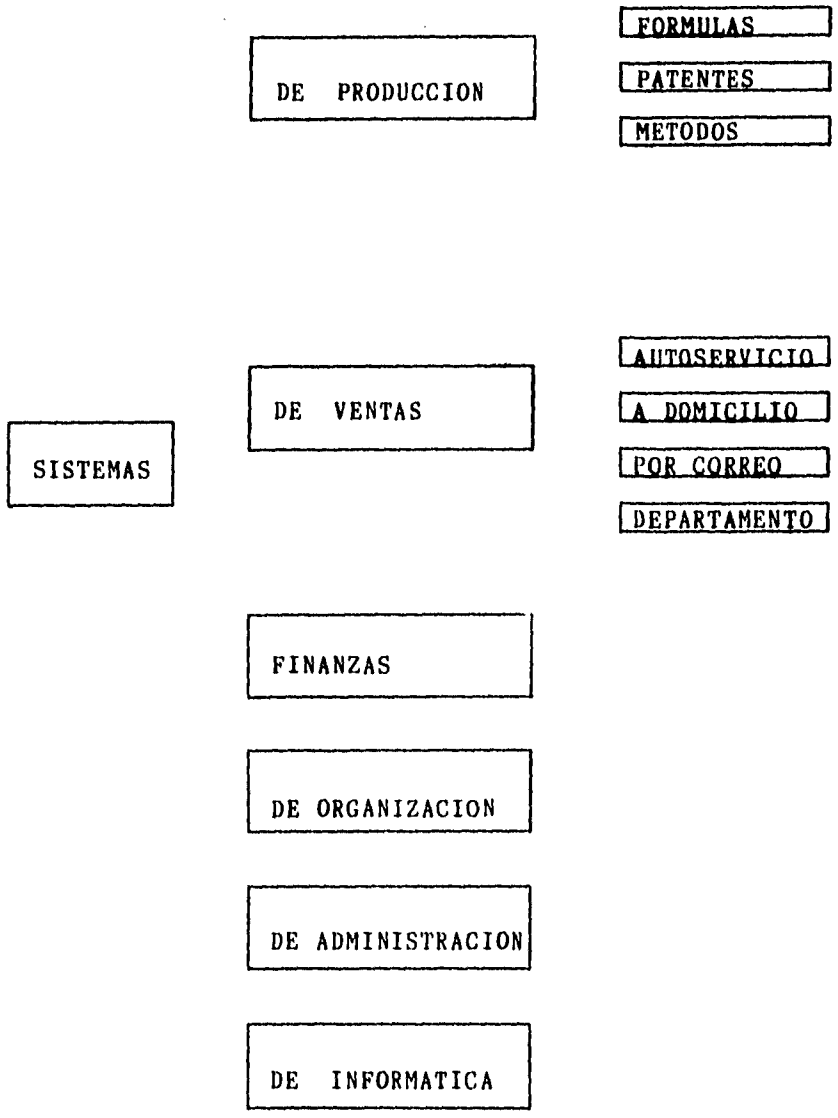 FORMULAS
DE PRODUCCION
PATENTES
METODOS
AUTOSERVICIO
DE VENTAS
A DOMICILIO
SISTEMAS
POR CORREO
DEPARTAMENTO
FINANZAS
DE ORGANIZACION
DE ADMINISTRACION
DE INFORMATICA